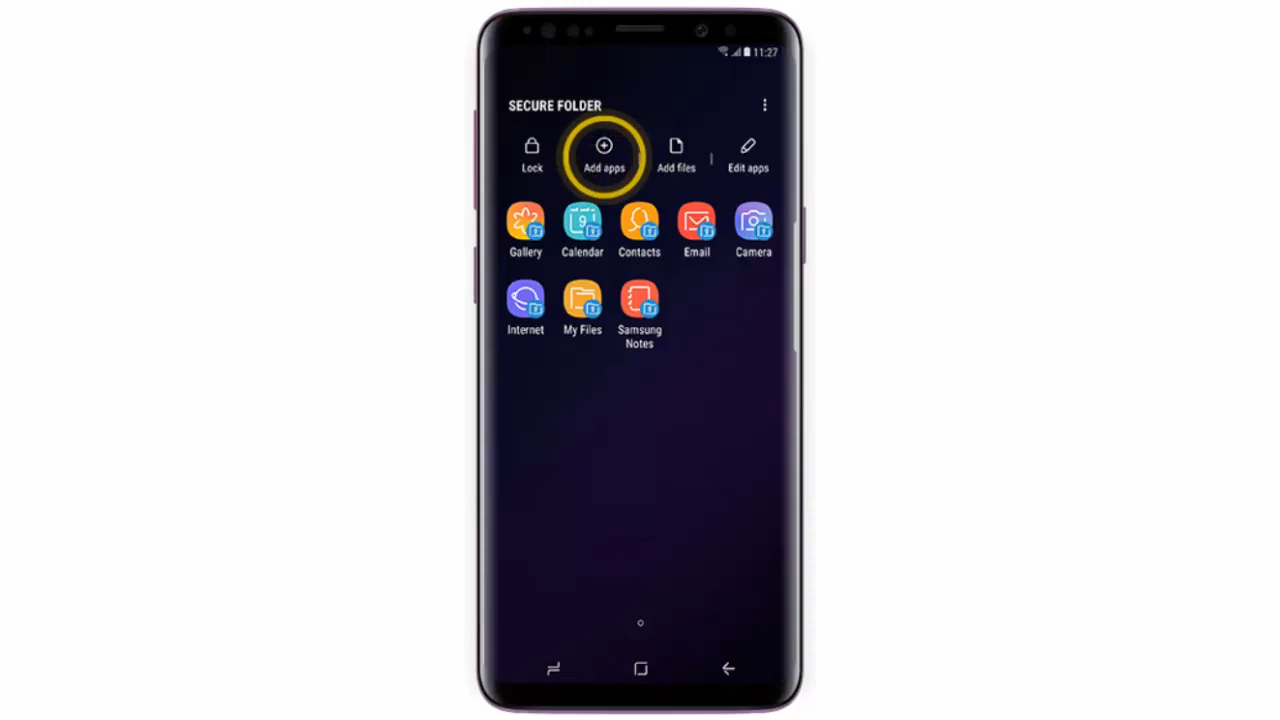 11:27
SECURE FOLDER
Lock Add apps Add files Edit apps
9
Gallery Calendar Contacts Email Camera
Internet My Files Samsung
Notes